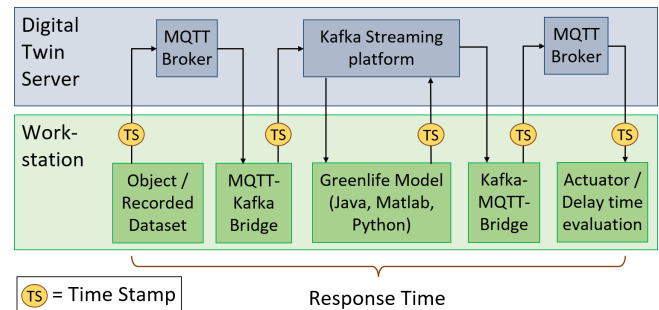 Digital
Twin
Server
MQTT
Broker
Kafka Streaming
platform
MQTT
Broker
TS
TS
TS
TS
TS
Work-
station
Object /
Recorded
Dataset
MQTT-
Kafka
Bridge
Greenlife Model
(Java, Matlab,
Python)
Kafka-
MQTT-
Bridge
Actuator /
Delay time
evaluation
TS = Time Stamp
Response Time